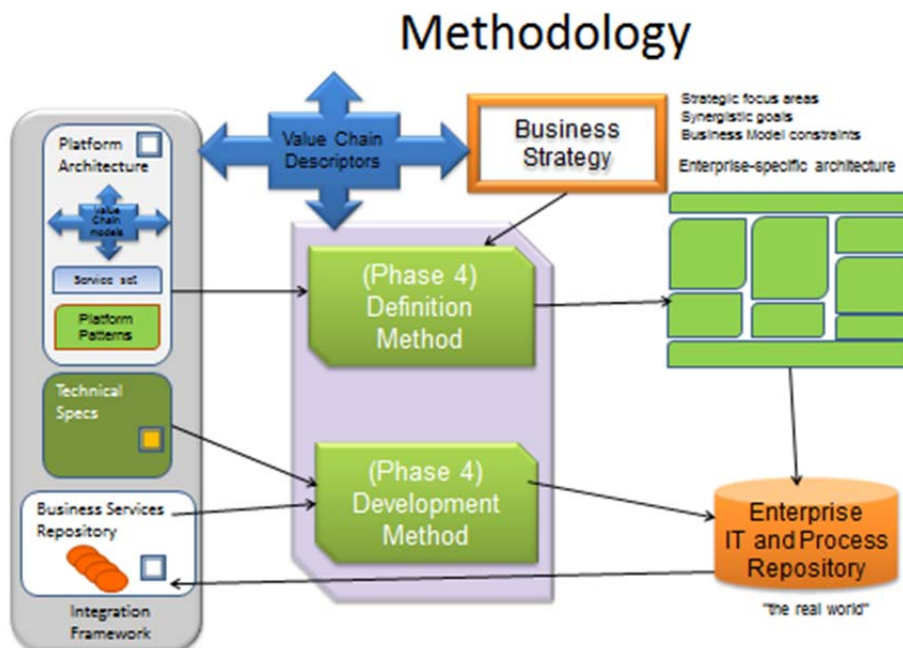 Methodology
Platform
Architecture
Value
Chain
models
Service set
Platform
Patterns
Technical
Specs
Business Services
Repository
Integration
Framework
Value Chain
Descriptors
Business
Strategy
Strategic focus areas
Synergistic goals
Business Model constraints
Enterprise-specific architecture
(Phase 4)
Definition
Method
(Phase 4)
Development
Method
Enterprise
IT and Process
Repository
"the real world"